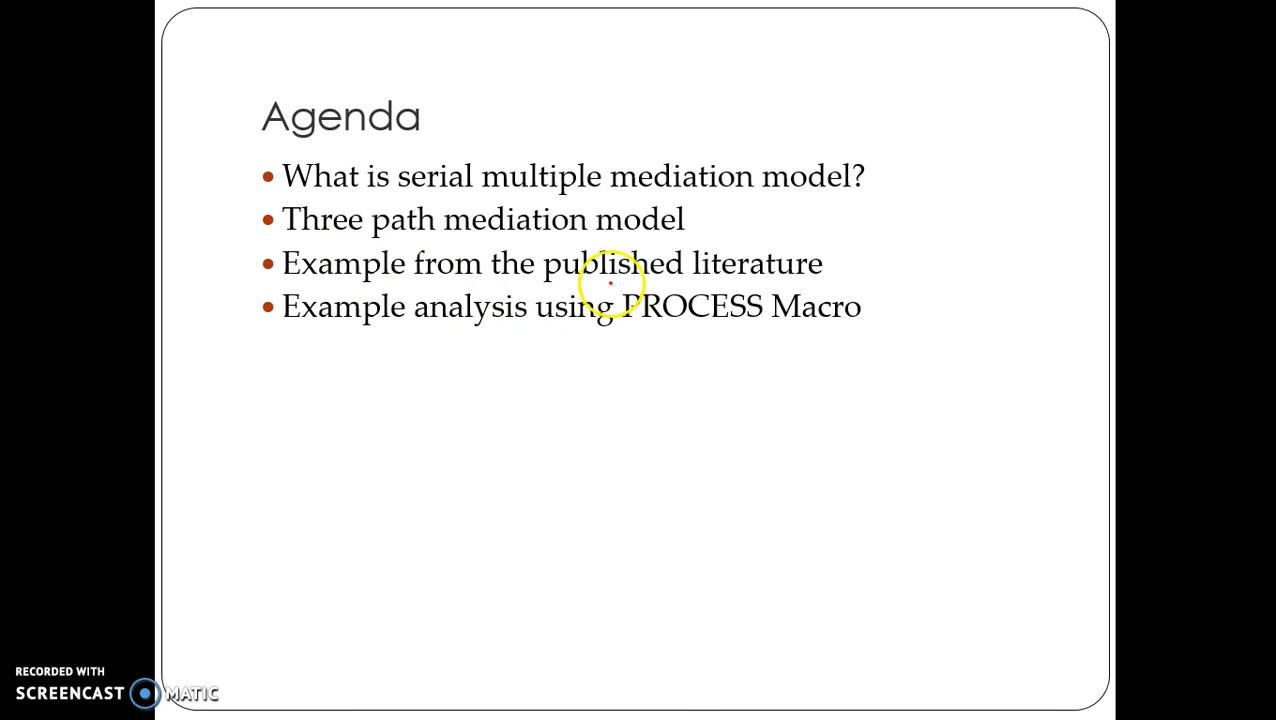 Agenda
• What is serial multiple mediation model?
• Three path mediation model
• Example from the published literature
• Example analysis using PROCESS Macro
RECORDED WITH
SCREENCAST MATIC